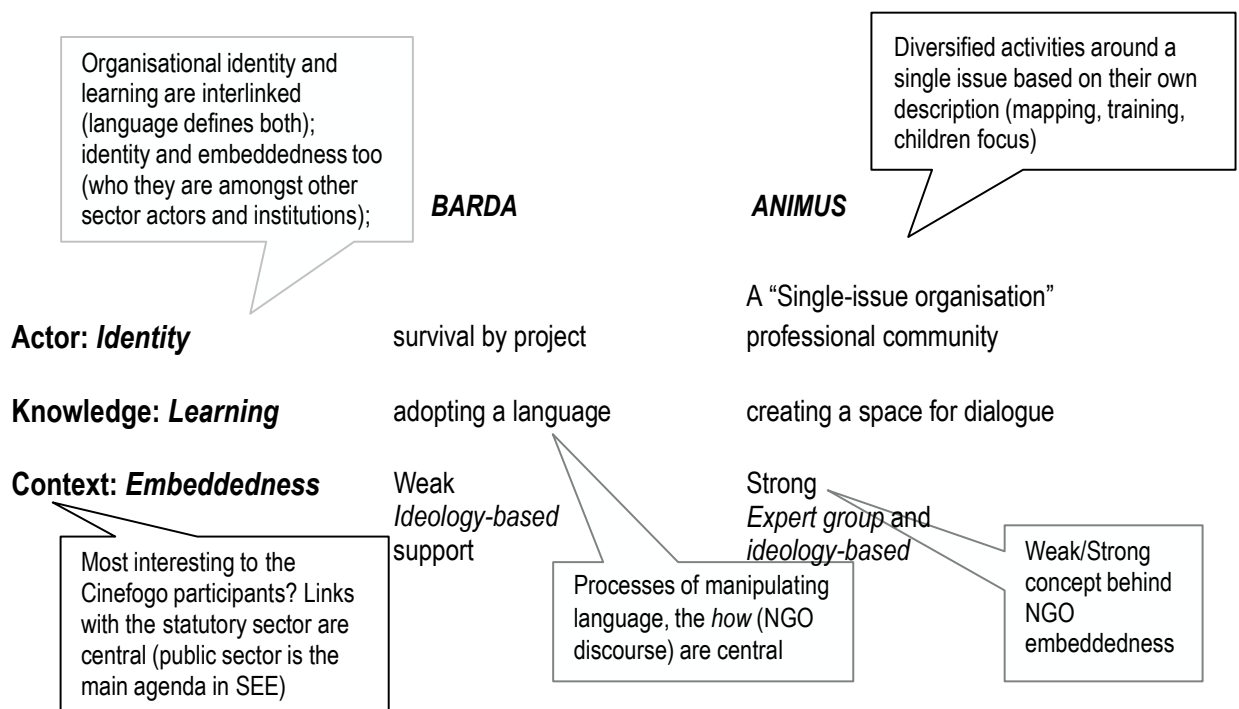 Organisational identity and
learning are interlinked
(language defines both);
identity and embeddedness too
(who they are amongst other
sector actors and institutions);
Diversified activities around a
single issue based on their own
description (mapping, training,
children focus)
BARDA
ANIMUS
Actor: Identity
survival by project
A “Single-issue organisation”
professional community
Knowledge: Learning
adopting a language
creating a space for dialogue
Context: Embeddedness
Weak
Ideology-based
support
Strong
Expert group and
ideology-based
Most interesting to the
Cinefogo participants? Links
with the statutory sector are
central (public sector is the
main agenda in SEE)
Processes of manipulating
language, the how (NGO
discourse) are central
Weak/Strong
concept behind
NGO
embeddedness